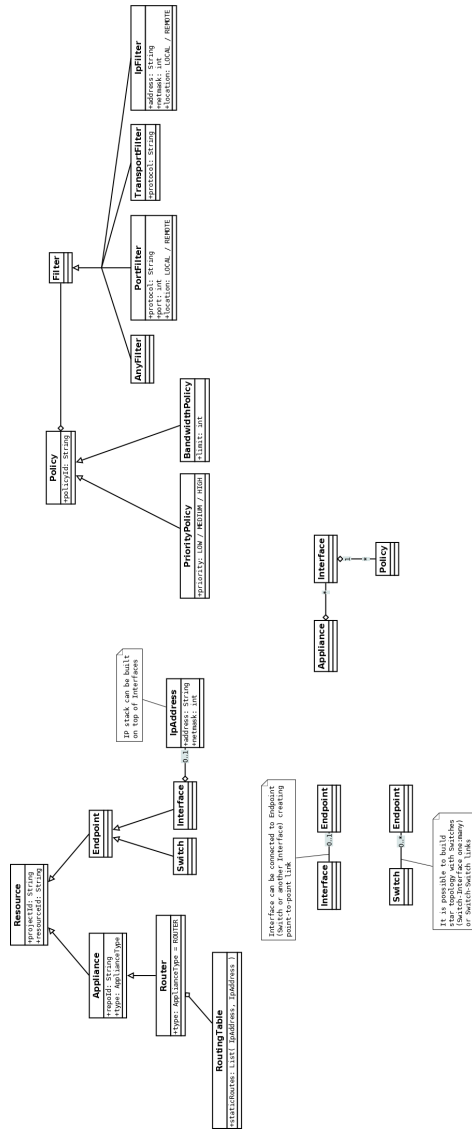 Resource
+projectId: String
+resourceId: String
Appliance
+repoId: String
+type: ApplianceType
Endpoint
Router
+type: ApplianceType = ROUTER
RoutingTable
+staticRoutes: List( IpAddress, IpAddress )
Switch
Interface
0..1
IpAddress
+address: String
+netmask: int
IP stack can be built
on top of Interfaces
Policy
+policyId: String
PriorityPolicy
+priority: LOW / MEDIUM / HIGH
BandwidthPolicy
+limit: int
Filter
AnyFilter
PortFilter
+protocol: String
+port: int
+location: LOCAL / REMOTE
TransportFilter
+protocol: String
IpFilter
+address: String
+netmask: int
+location: LOCAL / REMOTE
Interface can be connected to Endpoint
(Switch or another Interface) creating
point-to-point link
Interface
0..1
Endpoint
Switch
0..*
Endpoint
It is possible to build
star topology with Switches
(Switch-Interface one:many)
or Switch-Switch links
Appliance
*
Interface
1
*
Policy